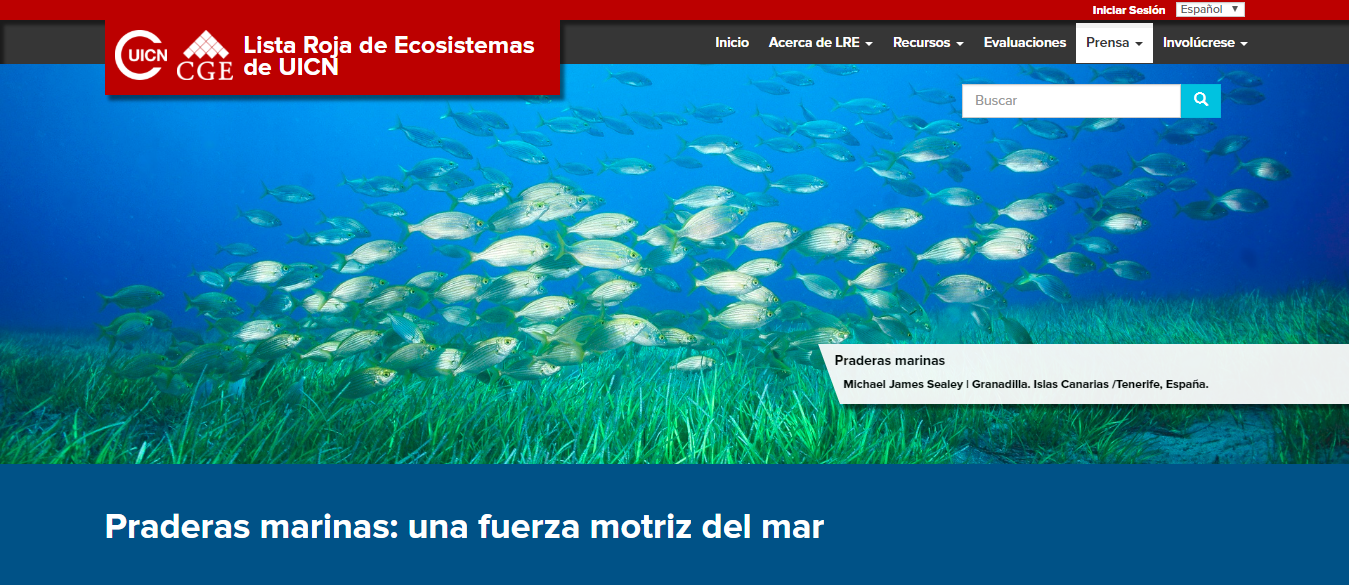 Iniciar Sesión Español
UICN CGE
Lista Roja de Ecosistemas
de UICN
Inicio Acerca de LRE Recursos Evaluaciones Prensa Involúcrese
Buscar
Praderas marinas
Michael James Sealey | Granadilla. Islas Canarias /Tenerife, España.
Praderas marinas: una fuerza motriz del mar